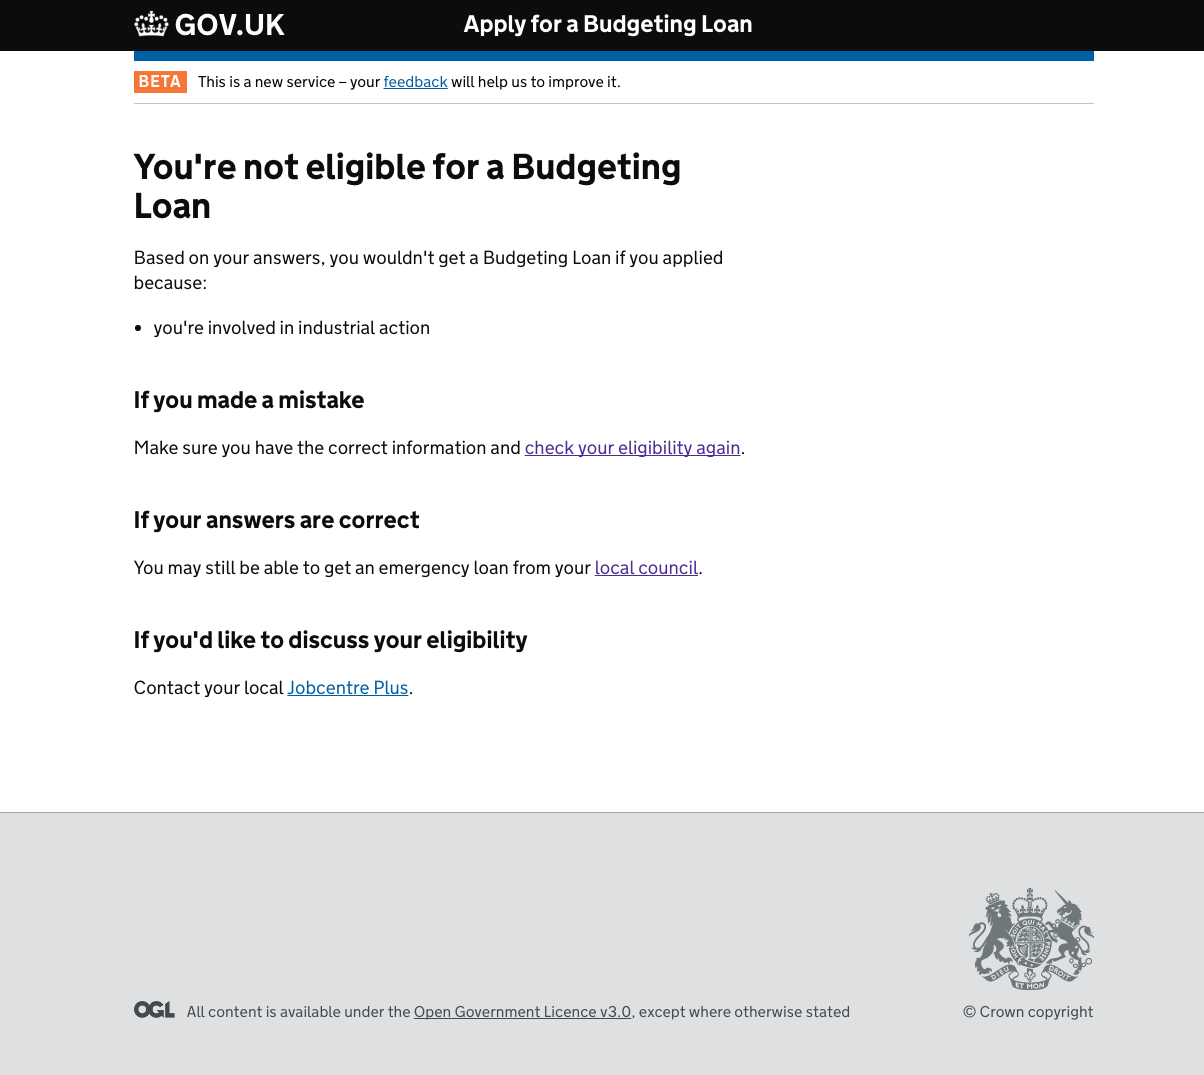 GOV.UK
Apply for a Budgeting Loan
BETA This is a new service – your feedback will help us to improve it.
You're not eligible for a Budgeting
Loan
Based on your answers, you wouldn't get a Budgeting Loan if you applied
because:
• you're involved in industrial action
If you made a mistake
Make sure you have the correct information and check your eligibility again.
If your answers are correct
You may still be able to get an emergency loan from your local council.
If you'd like to discuss your eligibility
Contact your local Jobcentre Plus.
DIEU ET MON DROIT
OGL All content is available under the Open Government Licence v3.0, except where otherwise stated
© Crown copyright